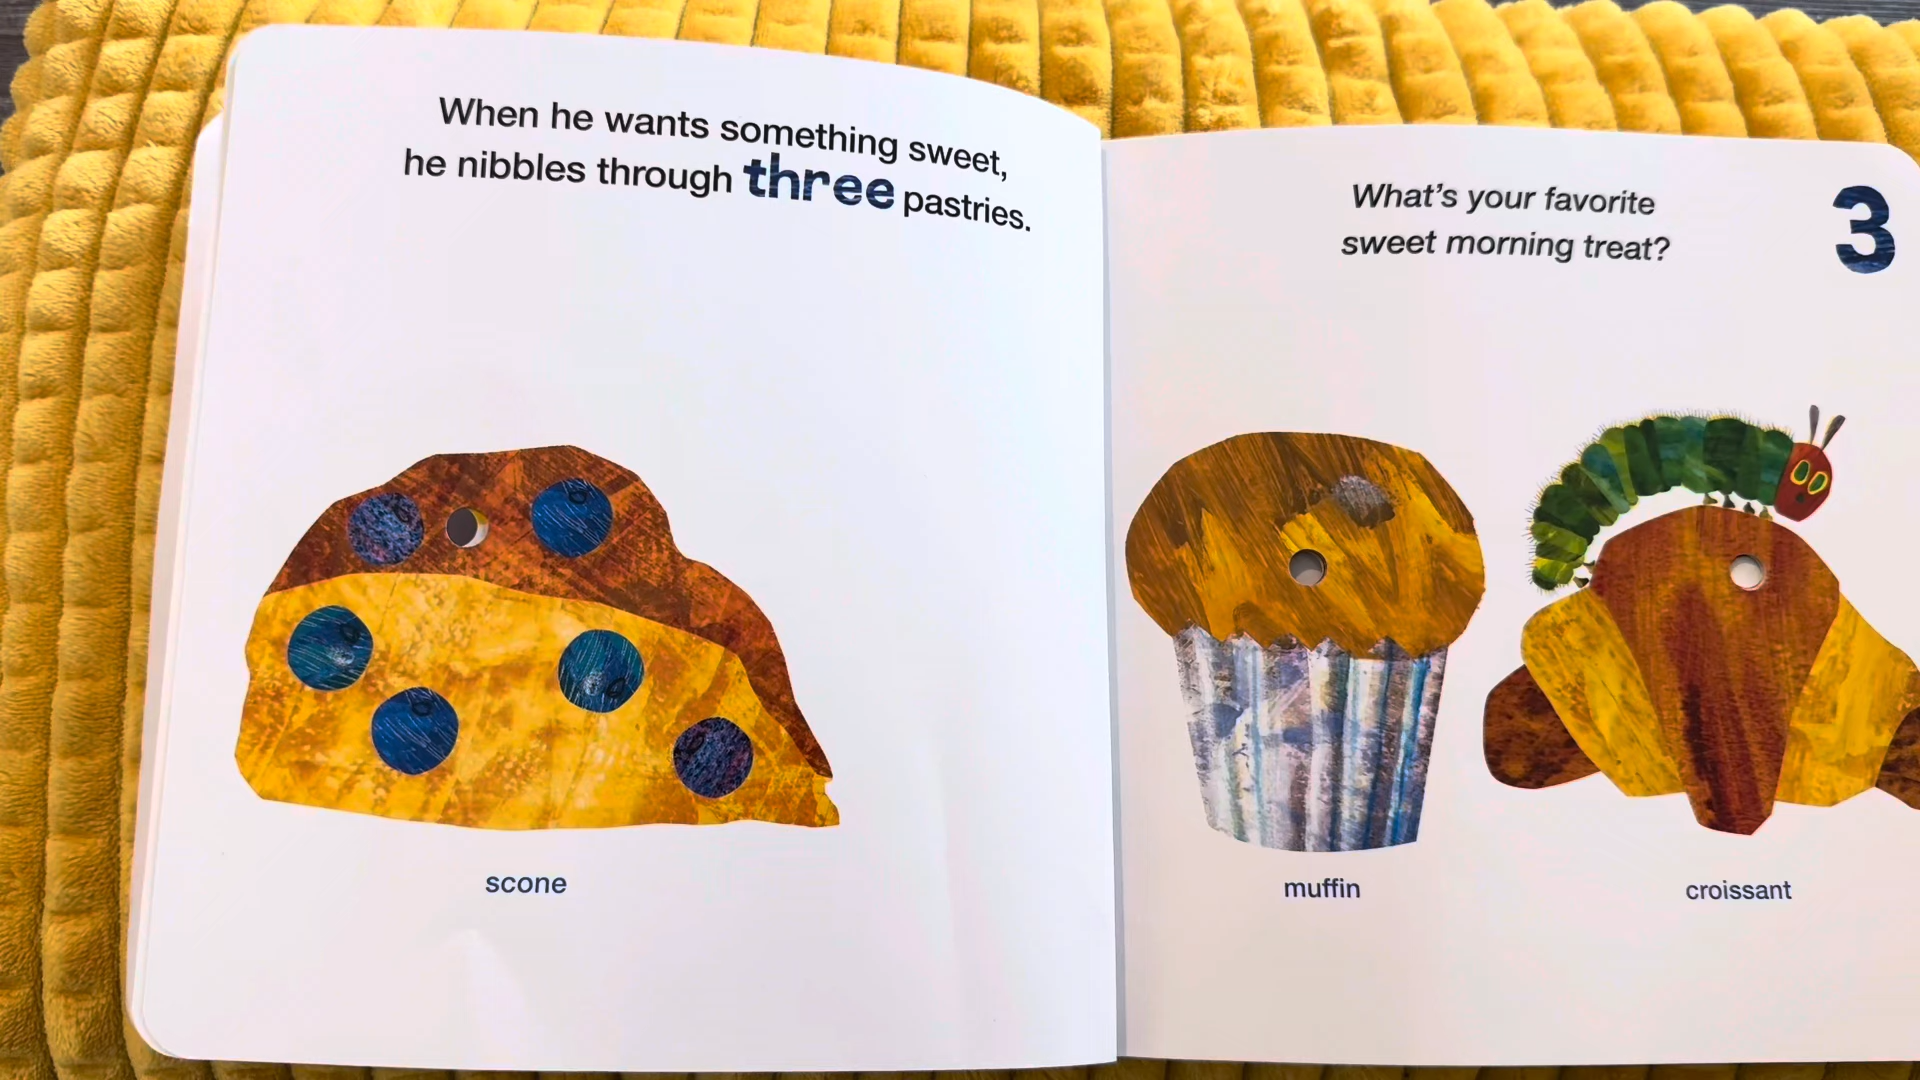 When he wants something sweet,
he nibbles through three pastries.
scone
What's your favorite
sweet morning treat?
3
muffin
croissant